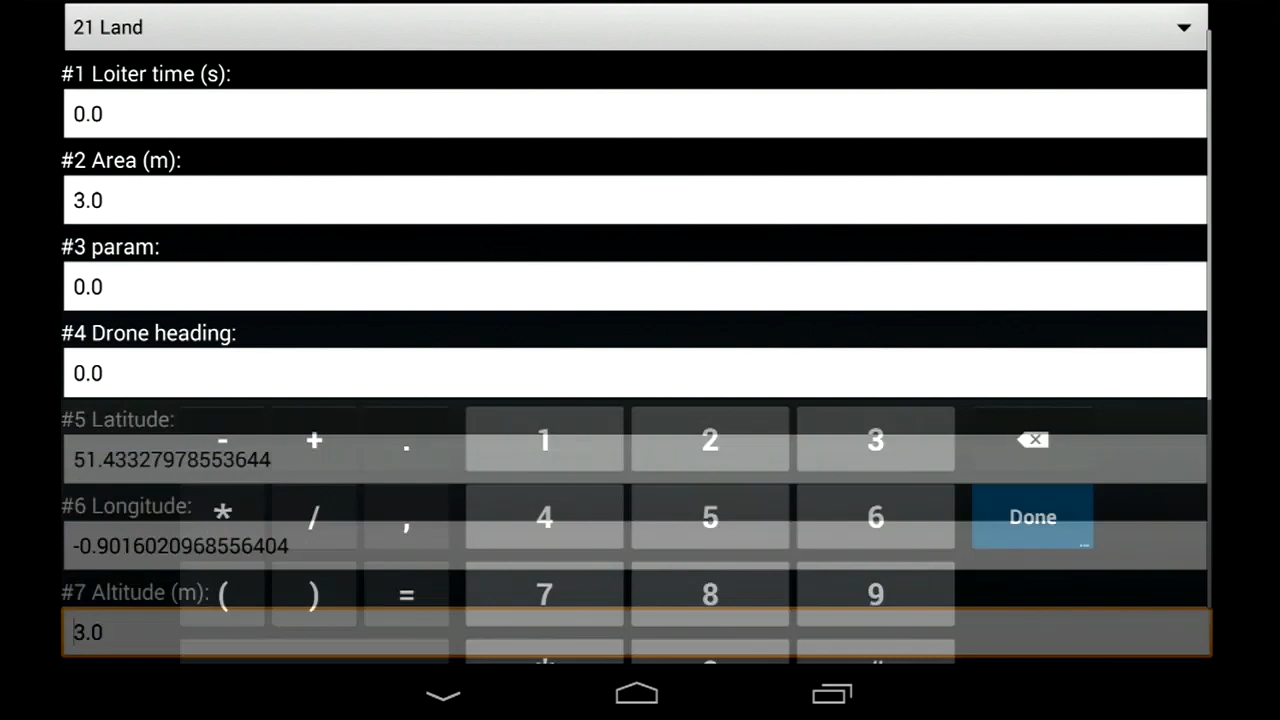 21 Land
#1 Loiter time (s):
0.0
#2 Area (m):
3.0
#3 param:
0.0
#4 Drone heading:
0.0
#5 Latitude:
- + . 1 2 3
51.43327978553644
#6 Longitude:
* / , 4 5 6 Done ...
-0.9016020968556404
#7 Altitude (m):
( ) = 7 8 9
3.0